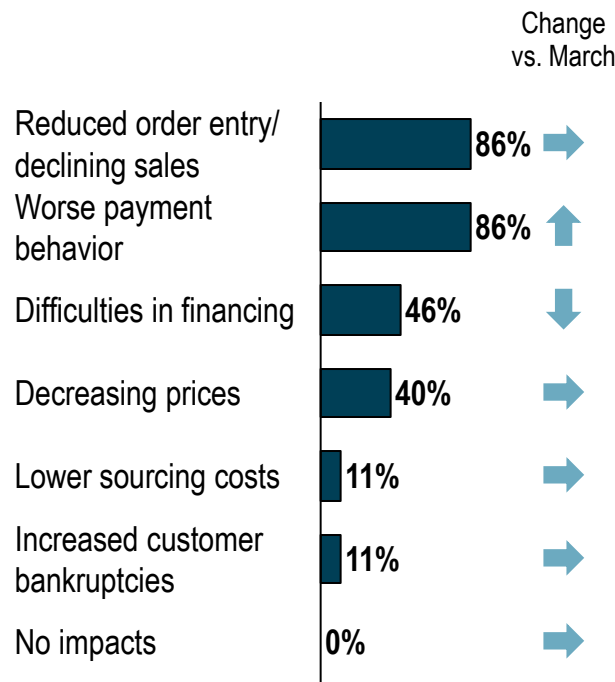 Change
vs. March
Reduced order entry/
declining sales
86%
Worse payment
behavior
86%
Difficulties in financing
46%
Decreasing prices
40%
Lower sourcing costs
11%
Increased customer
bankruptcies
11%
No impacts
0%